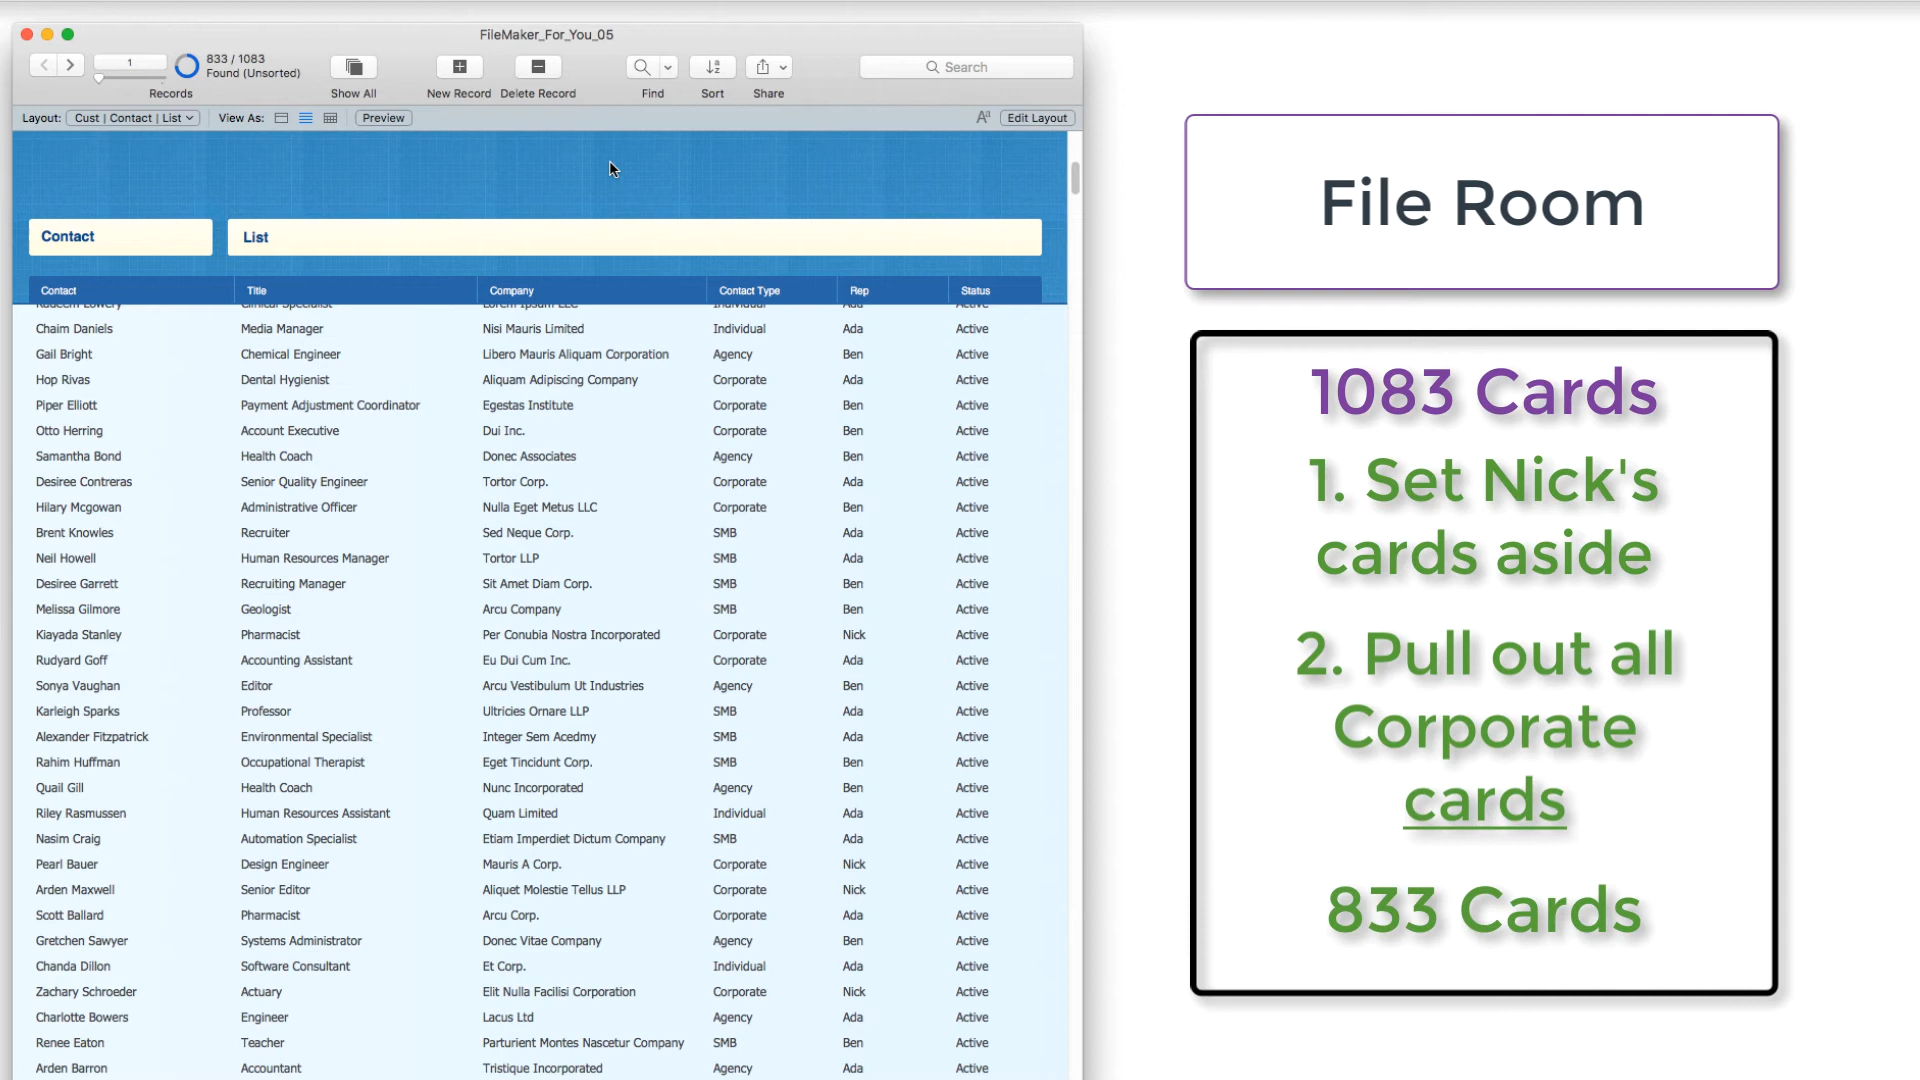 FileMaker_For_You_05
1
833 / 1083
Found (Unsorted)
Search
Records
Show All
New Record
Delete Record
Find
Sort
Share
Layout: Cust | Contact | List View As: Preview Aa Edit Layout
Contact List
Contact Title Company Contact Type Rep Status
Chaim Daniels Media Manager Nisi Mauris Limited Individual Ada Active
Gail Bright Chemical Engineer Libero Mauris Aliquam Corporation Agency Ben Active
Hop Rivas Dental Hygienist Aliquam Adipiscing Company Corporate Ada Active
Piper Elliott Payment Adjustment Coordinator Egestas Institute Corporate Ben Active
Otto Herring Account Executive Dui Inc. Corporate Ben Active
Samantha Bond Health Coach Donec Associates Agency Ben Active
Desiree Contreras Senior Quality Engineer Tortor Corp. Corporate Ada Active
Hilary Mcgowan Administrative Officer Nulla Eget Metus LLC Corporate Ben Active
Brent Knowles Recruiter Sed Neque Corp. SMB Ada Active
Neil Howell Human Resources Manager Tortor LLP SMB Ada Active
Desiree Garrett Recruiting Manager Sit Amet Diam Corp. SMB Ben Active
Melissa Gilmore Geologist Arcu Company SMB Ben Active
Kiayada Stanley Pharmacist Per Conubia Nostra Incorporated Corporate Nick Active
Rudyard Goff Accounting Assistant Eu Dui Cum Inc. Corporate Ada Active
Sonya Vaughan Editor Arcu Vestibulum Ut Industries Agency Ben Active
Karleigh Sparks Professor Ultricies Ornare LLP SMB Ada Active
Alexander Fitzpatrick Environmental Specialist Integer Sem Acedmy SMB Ada Active
Rahim Huffman Occupational Therapist Eget Tincidunt Corp. SMB Ben Active
Quail Gill Health Coach Nunc Incorporated Agency Ben Active
Riley Rasmussen Human Resources Assistant Quam Limited Individual Ada Active
Nasim Craig Automation Specialist Etiam Imperdiet Dictum Company SMB Ada Active
Pearl Bauer Design Engineer Mauris A Corp. Corporate Nick Active
Arden Maxwell Senior Editor Aliquet Molestie Tellus LLP Corporate Nick Active
Scott Ballard Pharmacist Arcu Corp. Corporate Ada Active
Gretchen Sawyer Systems Administrator Donec Vitae Company Agency Ben Active
Chanda Dillon Software Consultant Et Corp. Individual Ada Active
Zachary Schroeder Actuary Elit Nulla Facilisi Corporation Corporate Nick Active
Charlotte Bowers Engineer Lacus Ltd Agency Ada Active
Renee Eaton Teacher Parturient Montes Nascetur Company SMB Ben Active
Arden Barron Accountant Tristique Incorporated Agency Ada Active
File Room
1083 Cards
1. Set Nick's
cards aside
2. Pull out all
Corporate
cards
833 Cards